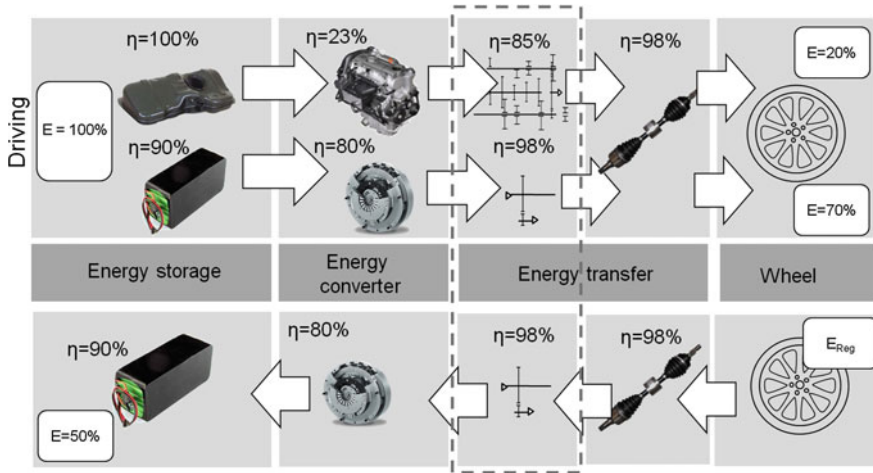 Driving
η=100%
η=23%
η=85%
η=98%
E=20%
E = 100%
η=90%
η=80%
η=98%
E=70%
Energy storage
Energy converter
Energy transfer
Wheel
η=90%
η=80%
η=98%
η=98%
EReg
E=50%